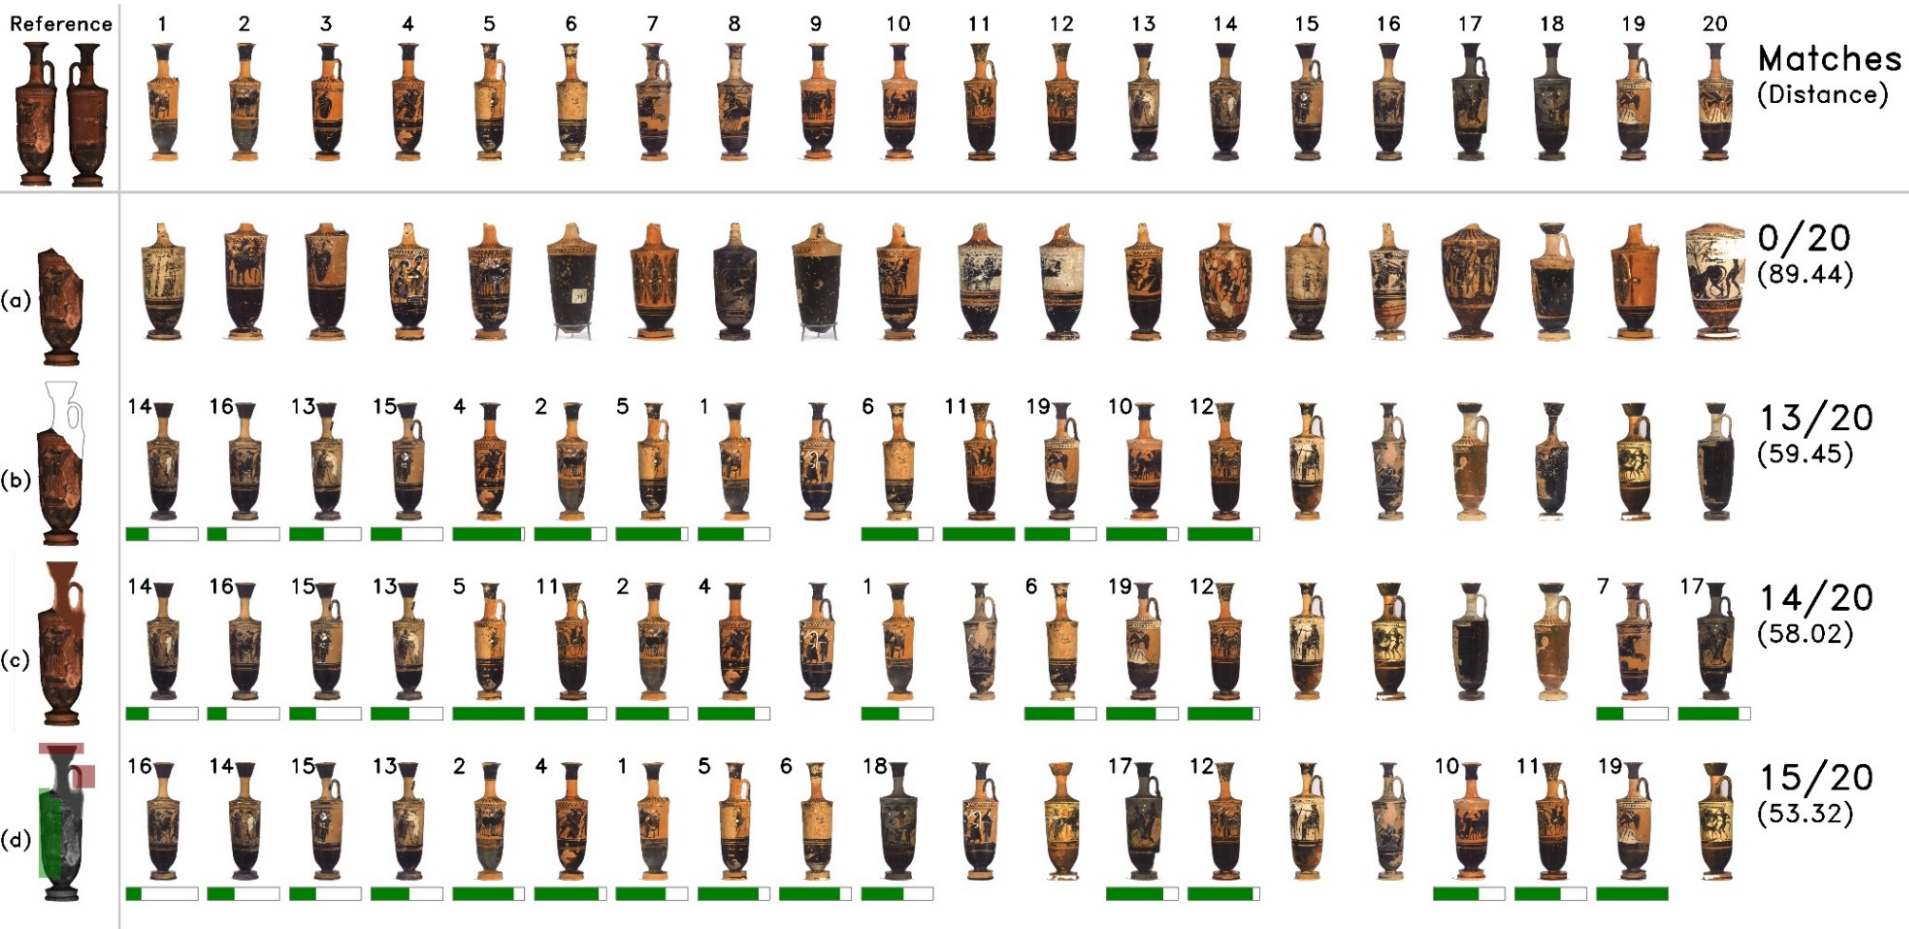 Reference 1 2 3 4 5 6 7 8 9 10 11 12 13 14 15 16 17 18 19 20 Matches
(Distance)
(a) 0/20
(89.44)
(b) 14 16 13 15 4 2 5 1 6 11 19 10 12 13/20
(59.45)
(c) 14 16 15 13 5 11 2 4 1 6 19 12 7 17 14/20
(58.02)
(d) 16 14 15 13 2 4 1 5 6 18 17 12 10 11 19 15/20
(53.32)